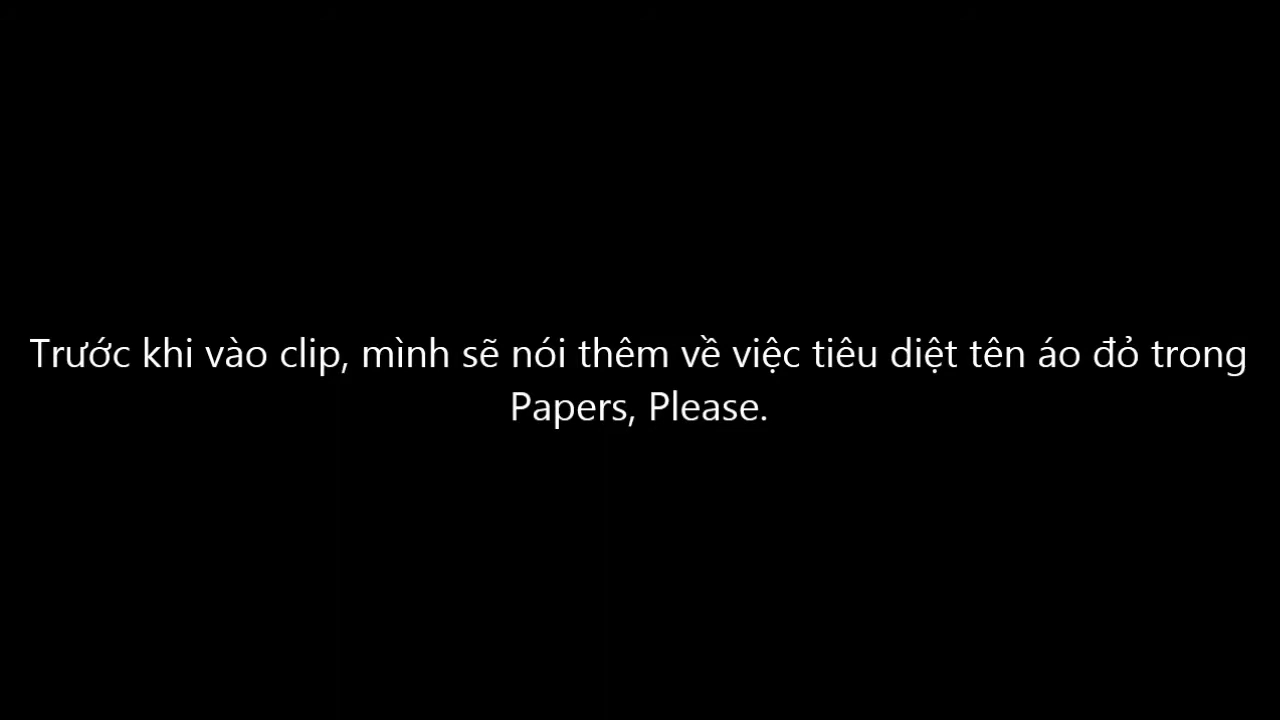 Trước khi vào clip, mình sẽ nói thêm về việc tiêu diệt tên áo đỏ trong
Papers, Please.